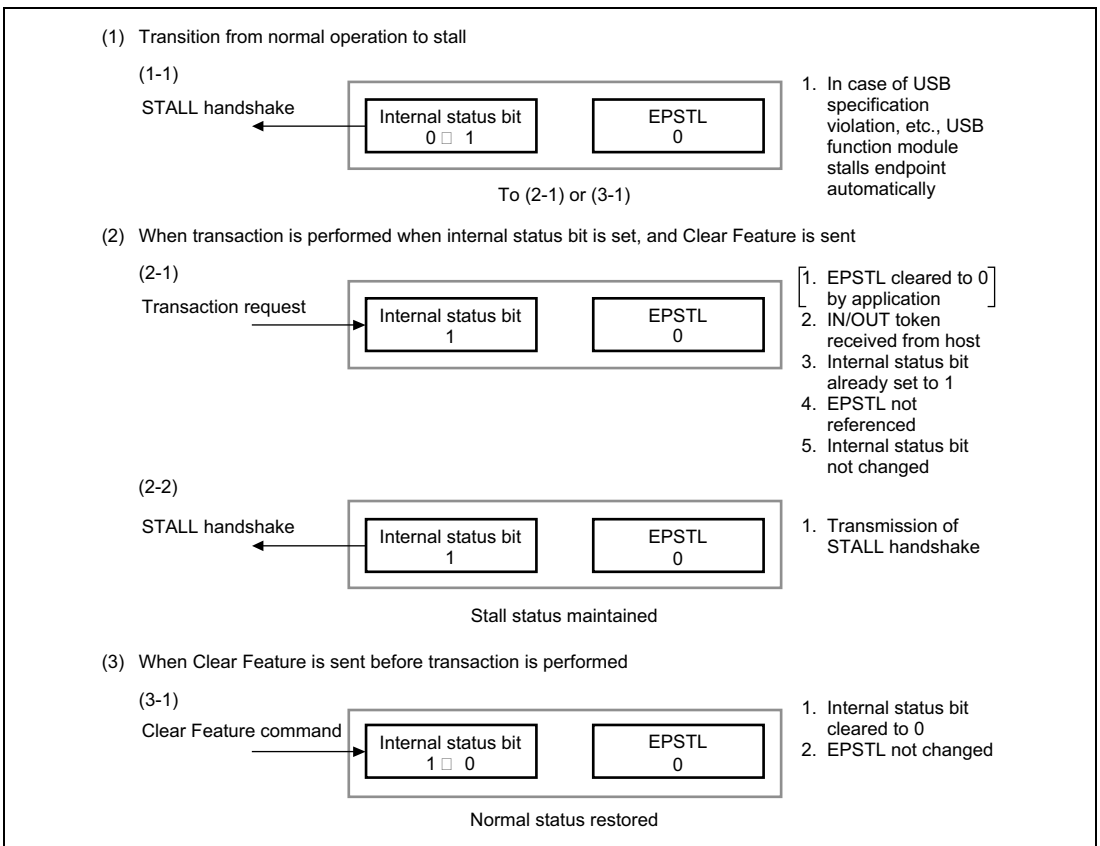 (1) Transition from normal operation to stall
(1-1)
STALL handshake
Internal status bit
0 □ 1
EPSTL
0
To (2-1) or (3-1)
1. In case of USB
specification
violation, etc., USB
function module
stalls endpoint
automatically
(2) When transaction is performed when internal status bit is set, and Clear Feature is sent
(2-1)
Transaction request
Internal status bit
1
EPSTL
0
1. EPSTL cleared to 0
by application
2. IN/OUT token
received from host
3. Internal status bit
already set to 1
4. EPSTL not
referenced
5. Internal status bit
not changed
(2-2)
STALL handshake
Internal status bit
1
EPSTL
0
1. Transmission of
STALL handshake
Stall status maintained
(3) When Clear Feature is sent before transaction is performed
(3-1)
Clear Feature command
Internal status bit
1 □ 0
EPSTL
0
1. Internal status bit
cleared to 0
2. EPSTL not changed
Normal status restored